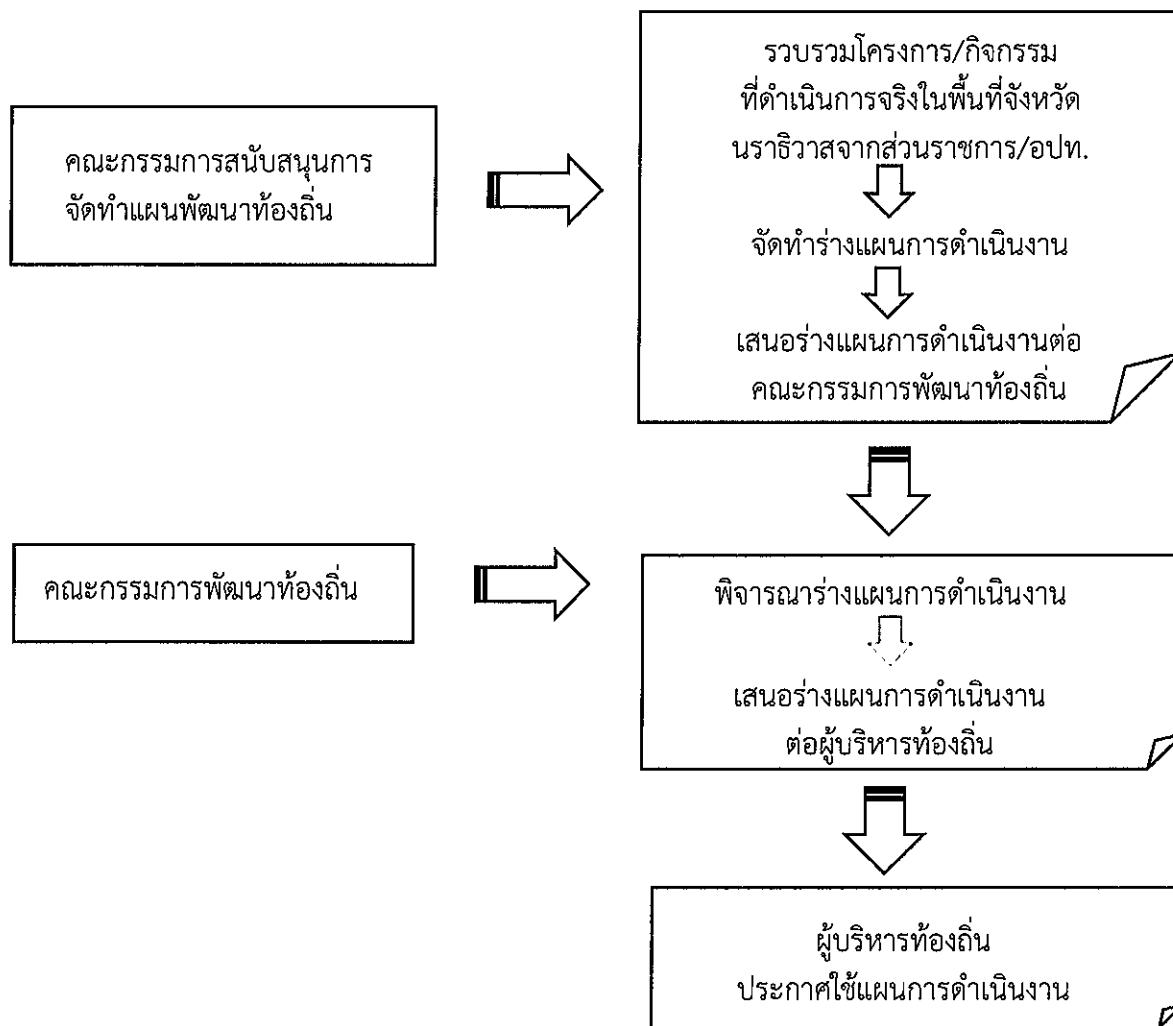 คณะกรรมการสนับสนุนการ
จัดทำแผนพัฒนาท้องถิ่น
รวบรวมโครงการ/กิจกรรม
ที่ดำเนินการจริงในพื้นที่จังหวัด
นราธิวาสจากส่วนราชการ/อปท.
จัดทำร่างแผนการดำเนินงาน
เสนอร่างแผนการดำเนินงานต่อ
คณะกรรมการพัฒนาท้องถิ่น
คณะกรรมการพัฒนาท้องถิ่น
พิจารณาร่างแผนการดำเนินงาน
เสนอร่างแผนการดำเนินงาน
ต่อผู้บริหารท้องถิ่น
ผู้บริหารท้องถิ่น
ประกาศใช้แผนการดำเนินงาน